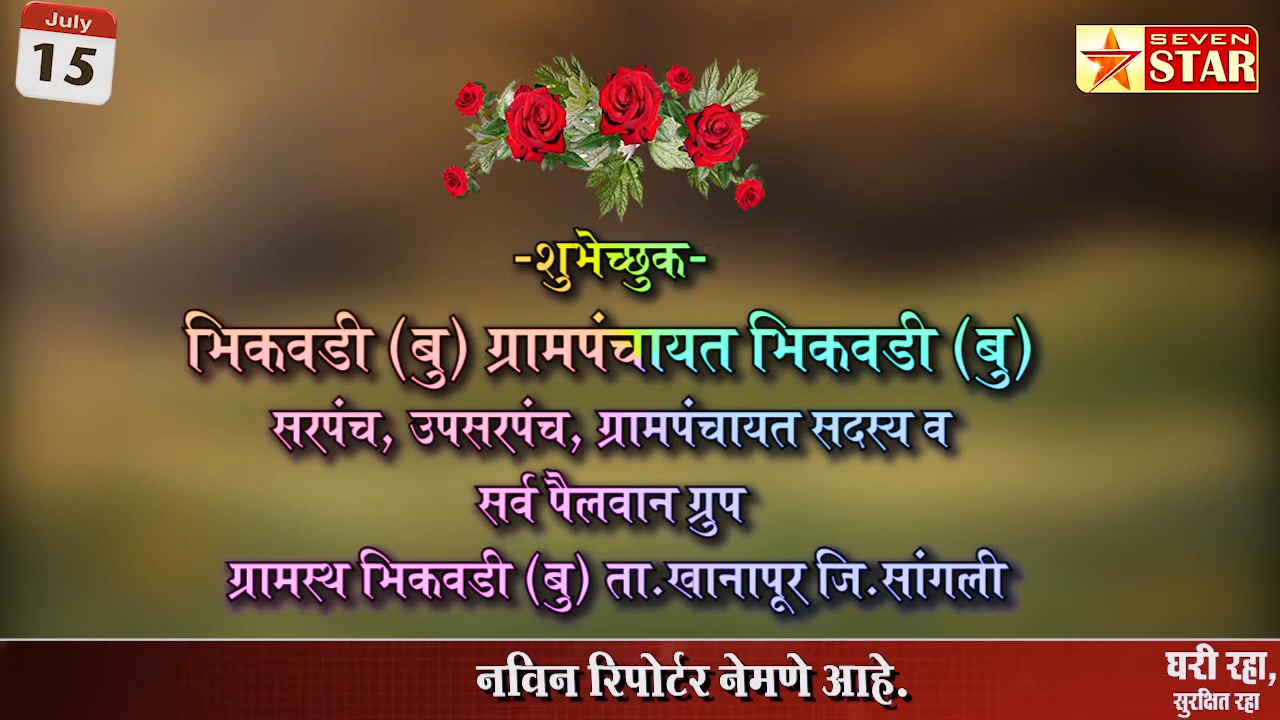 July
15
SEVEN
STAR
-शुभेच्छुक-
भिकवडी (बु) ग्रामपंचायत भिकवडी (बु)
सरपंच, उपसरपंच, ग्रामपंचायत सदस्य व
सर्व पैलवान ग्रुप
ग्रामस्थ भिकवडी (बु) ता.खानापूर जि.सांगली
नविन रिपोर्टर नेमणे आहे.
घरी रहा,
सुरक्षित रहा